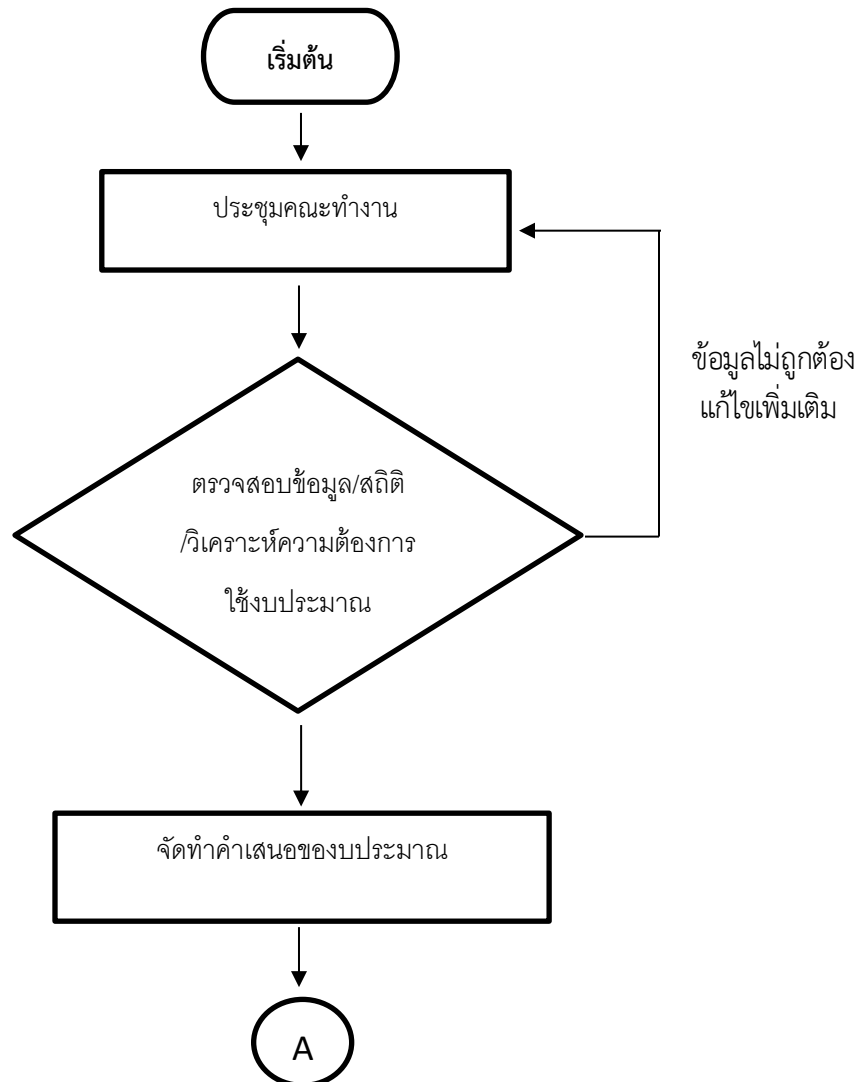 เริ่มต้น
ประชุมคณะทำงาน
ข้อมูลไม่ถูกต้อง
แก้ไขเพิ่มเติม
ตรวจสอบข้อมูล/สถิติ
/วิเคราะห์ความต้องการ
ใช้งบประมาณ
จัดทำคำเสนอของบประมาณ
A